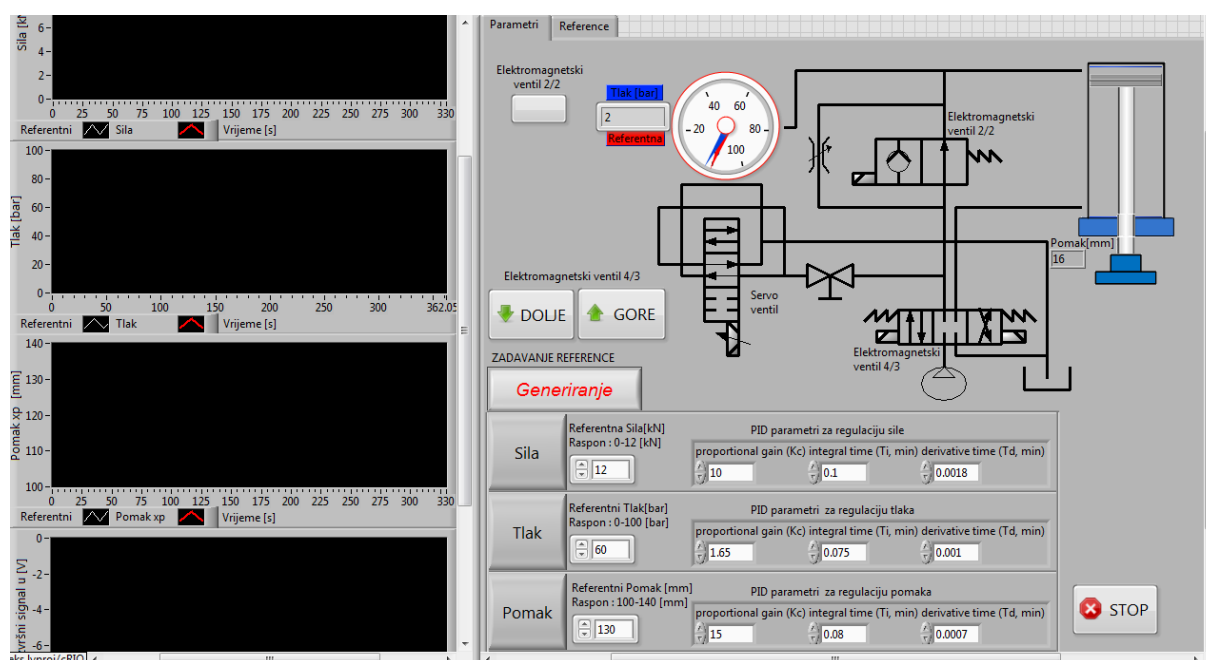 Sila [kN
6
4
2
0
0 25 50 75 100 125 150 175 200 225 250 275 300 330
Referentni Sila Vrijeme [s]
100
80
60
40
20
0
Tlak [bar]
0 50 100 150 200 250 300 362.05
Referentni Tlak Vrijeme [s]
140
130
120
110
100
Pomak xp [mm]
0 25 50 75 100 125 150 175 200 225 250 275 300 330
Referentni Pomak xp Vrijeme [s]
0
-2
-4
-6
zvršni signal u [V]
Parametri Reference
Elektromagnetski
ventil 2/2
Tlak [bar]
2
Referentna
20 40 60 80 100
Elektromagnetski
ventil 2/2
Pomak[mm]
16
Elektromagnetski ventil 4/3
DOLJE GORE
Servo
ventil
Elektromagnetski
ventil 4/3
ZADAVANJE REFERENCE
Generiranje
Sila
Referentna Sila[kN]
Raspon : 0-12 [kN]
12
PID parametri za regulaciju sile
proportional gain (Kc) integral time (Ti, min) derivative time (Td, min)
10 0.1 0.0018
Tlak
Referentni Tlak[bar]
Raspon : 0-100 [bar]
60
PID parametri za regulaciju tlaka
proportional gain (Kc) integral time (Ti, min) derivative time (Td, min)
1.65 0.075 0.001
Pomak
Referentni Pomak [mm]
Raspon : 100-140 [mm]
130
PID parametri za regulaciju pomaka
proportional gain (Kc) integral time (Ti, min) derivative time (Td, min)
15 0.08 0.0007
STOP